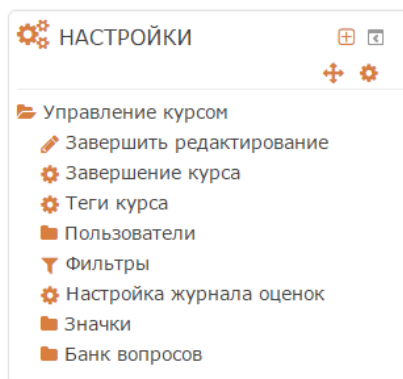 НАСТРОЙКИ
Управление курсом
Завершить редактирование
Завершение курса
Теги курса
Пользователи
Фильтры
Настройка журнала оценок
Значки
Банк вопросов